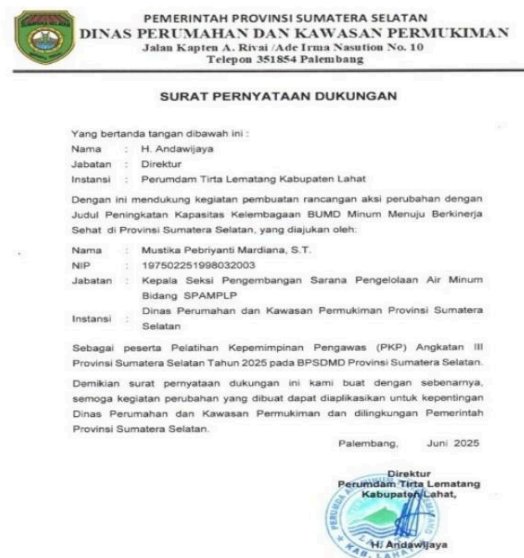 PEMERINTAH PROVINSI SUMATERA SELATAN
DINAS PERUMAHAN DAN KAWASAN PERMUKIMAN
Jalan Kapten A. Rivai /Ade Irma Nasution No. 10
Telepon 351854 Palembang
SURAT PERNYATAAN DUKUNGAN
Yang bertanda tangan dibawah ini :
Nama : H. Andawijaya
Jabatan : Direktur
Instansi : Perumdam Tirta Lematang Kabupaten Lahat
Dengan ini mendukung kegiatan pembuatan rancangan aksi perubahan dengan
Judul Peningkatan Kapasitas Kelembagaan BUMD Minum Menuju Berkinerja
Sehat di Provinsi Sumatera Selatan, yang diajukan oleh:
Nama : Mustika Pebriyanti Mardiana, S.T.
NIP : 197502251998032003
Jabatan : Kepala Seksi Pengembangan Sarana Pengelolaan Air Minum
Bidang SPAMPLP
Instansi : Dinas Perumahan dan Kawasan Permukiman Provinsi Sumatera
Selatan
Sebagai peserta Pelatihan Kepemimpinan Pengawas (PKP) Angkatan III
Provinsi Sumatera Selatan Tahun 2025 pada BPSDMD Provinsi Sumatera Selatan.
Demikian surat pernyataan dukungan ini kami buat dengan sebenarnya,
semoga kegiatan perubahan yang dibuat dapat diaplikasikan untuk kepentingan
Dinas Perumahan dan Kawasan Permukiman dan dilingkungan Pemerintah
Provinsi Sumatera Selatan.
Palembang, Juni 2025
Direktur
Perumdam Tirta Lematang
Kabupaten Lahat,
H. Andawijaya
KAB. LAHAT